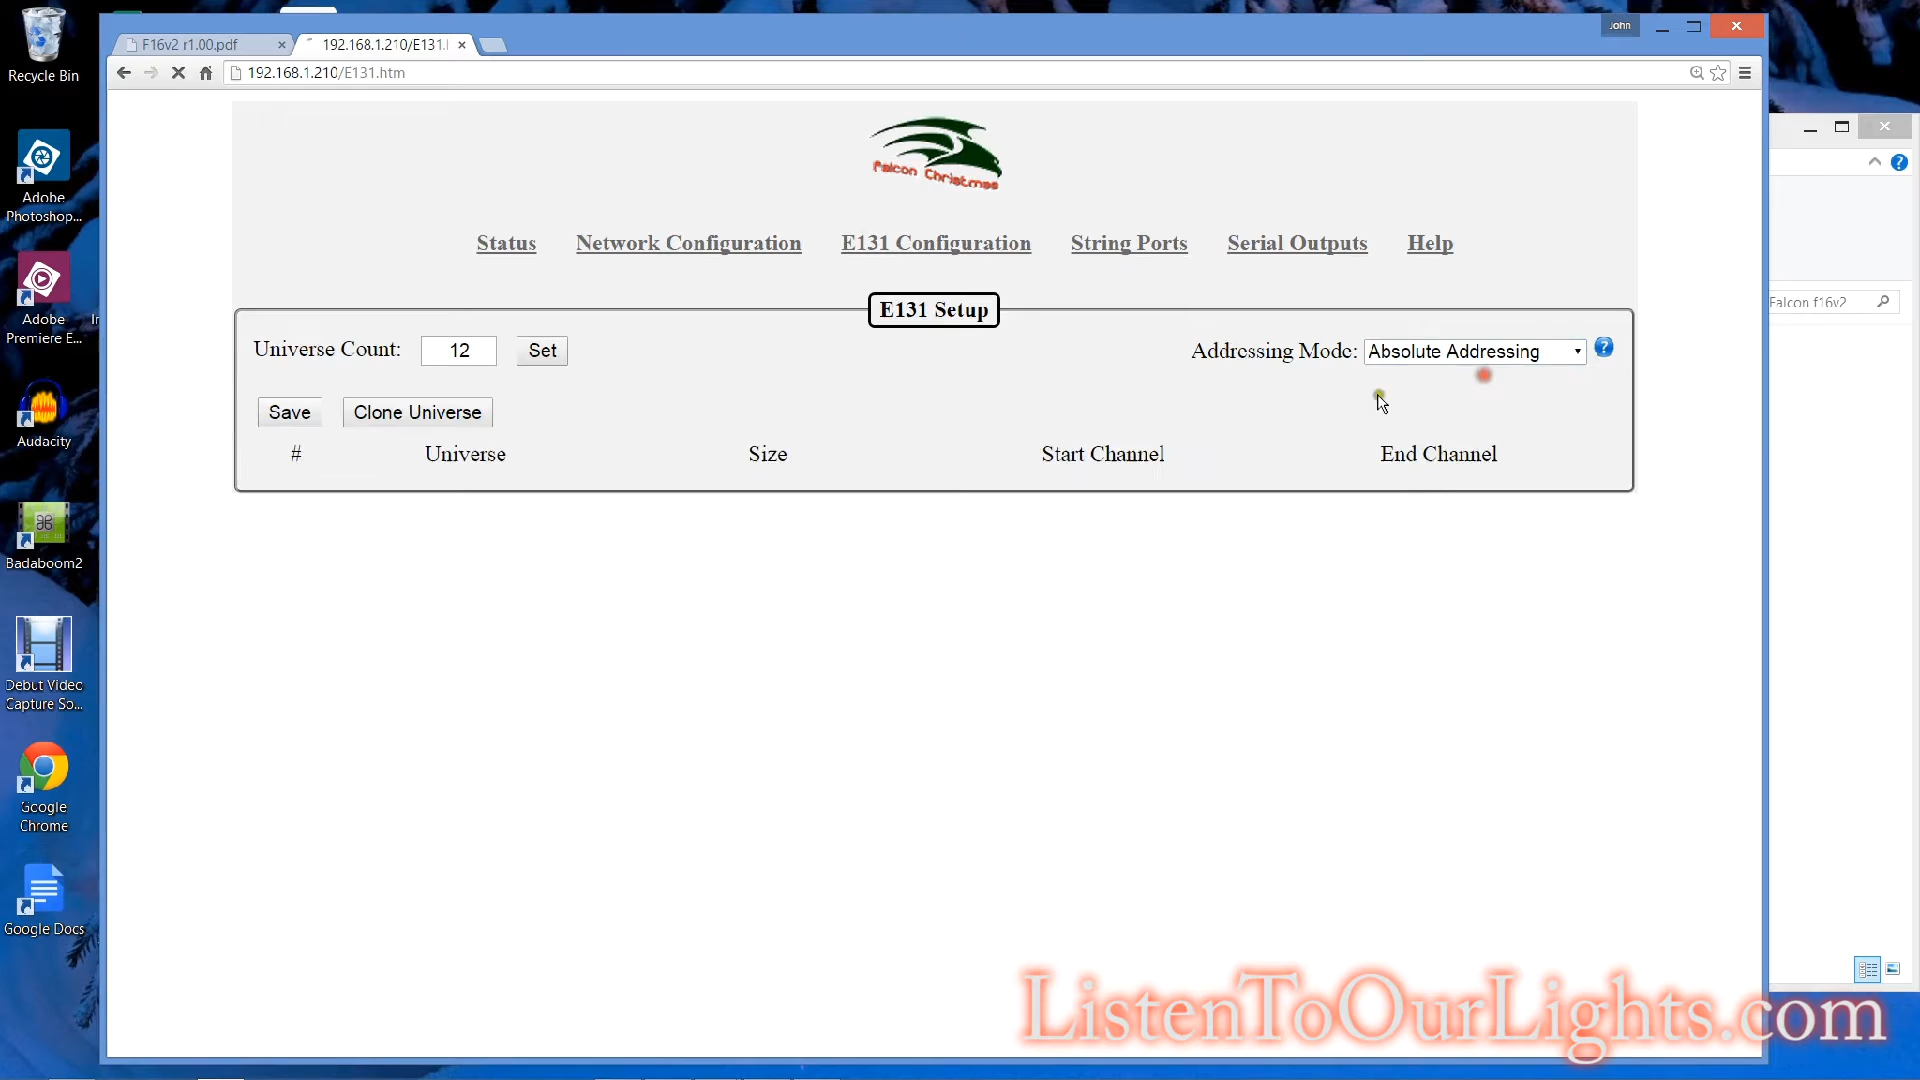 Recycle Bin
Adobe
Photoshop...
Adobe
Premiere E...
Audacity
Badaboom2
Debut Video
Capture So...
Google
Chrome
Google Docs
F16v2 r1.00.pdf
192.168.1.210/E131.
John
192.168.1.210/E131.htm
Falcon Christmas
Status
Network Configuration
E131 Configuration
String Ports
Serial Outputs
Help
E131 Setup
Universe Count:
12
Set
Addressing Mode:
Absolute Addressing
Save
Clone Universe
#
Universe
Size
Start Channel
End Channel
Falcon f16v2
ListenToOurLights.com